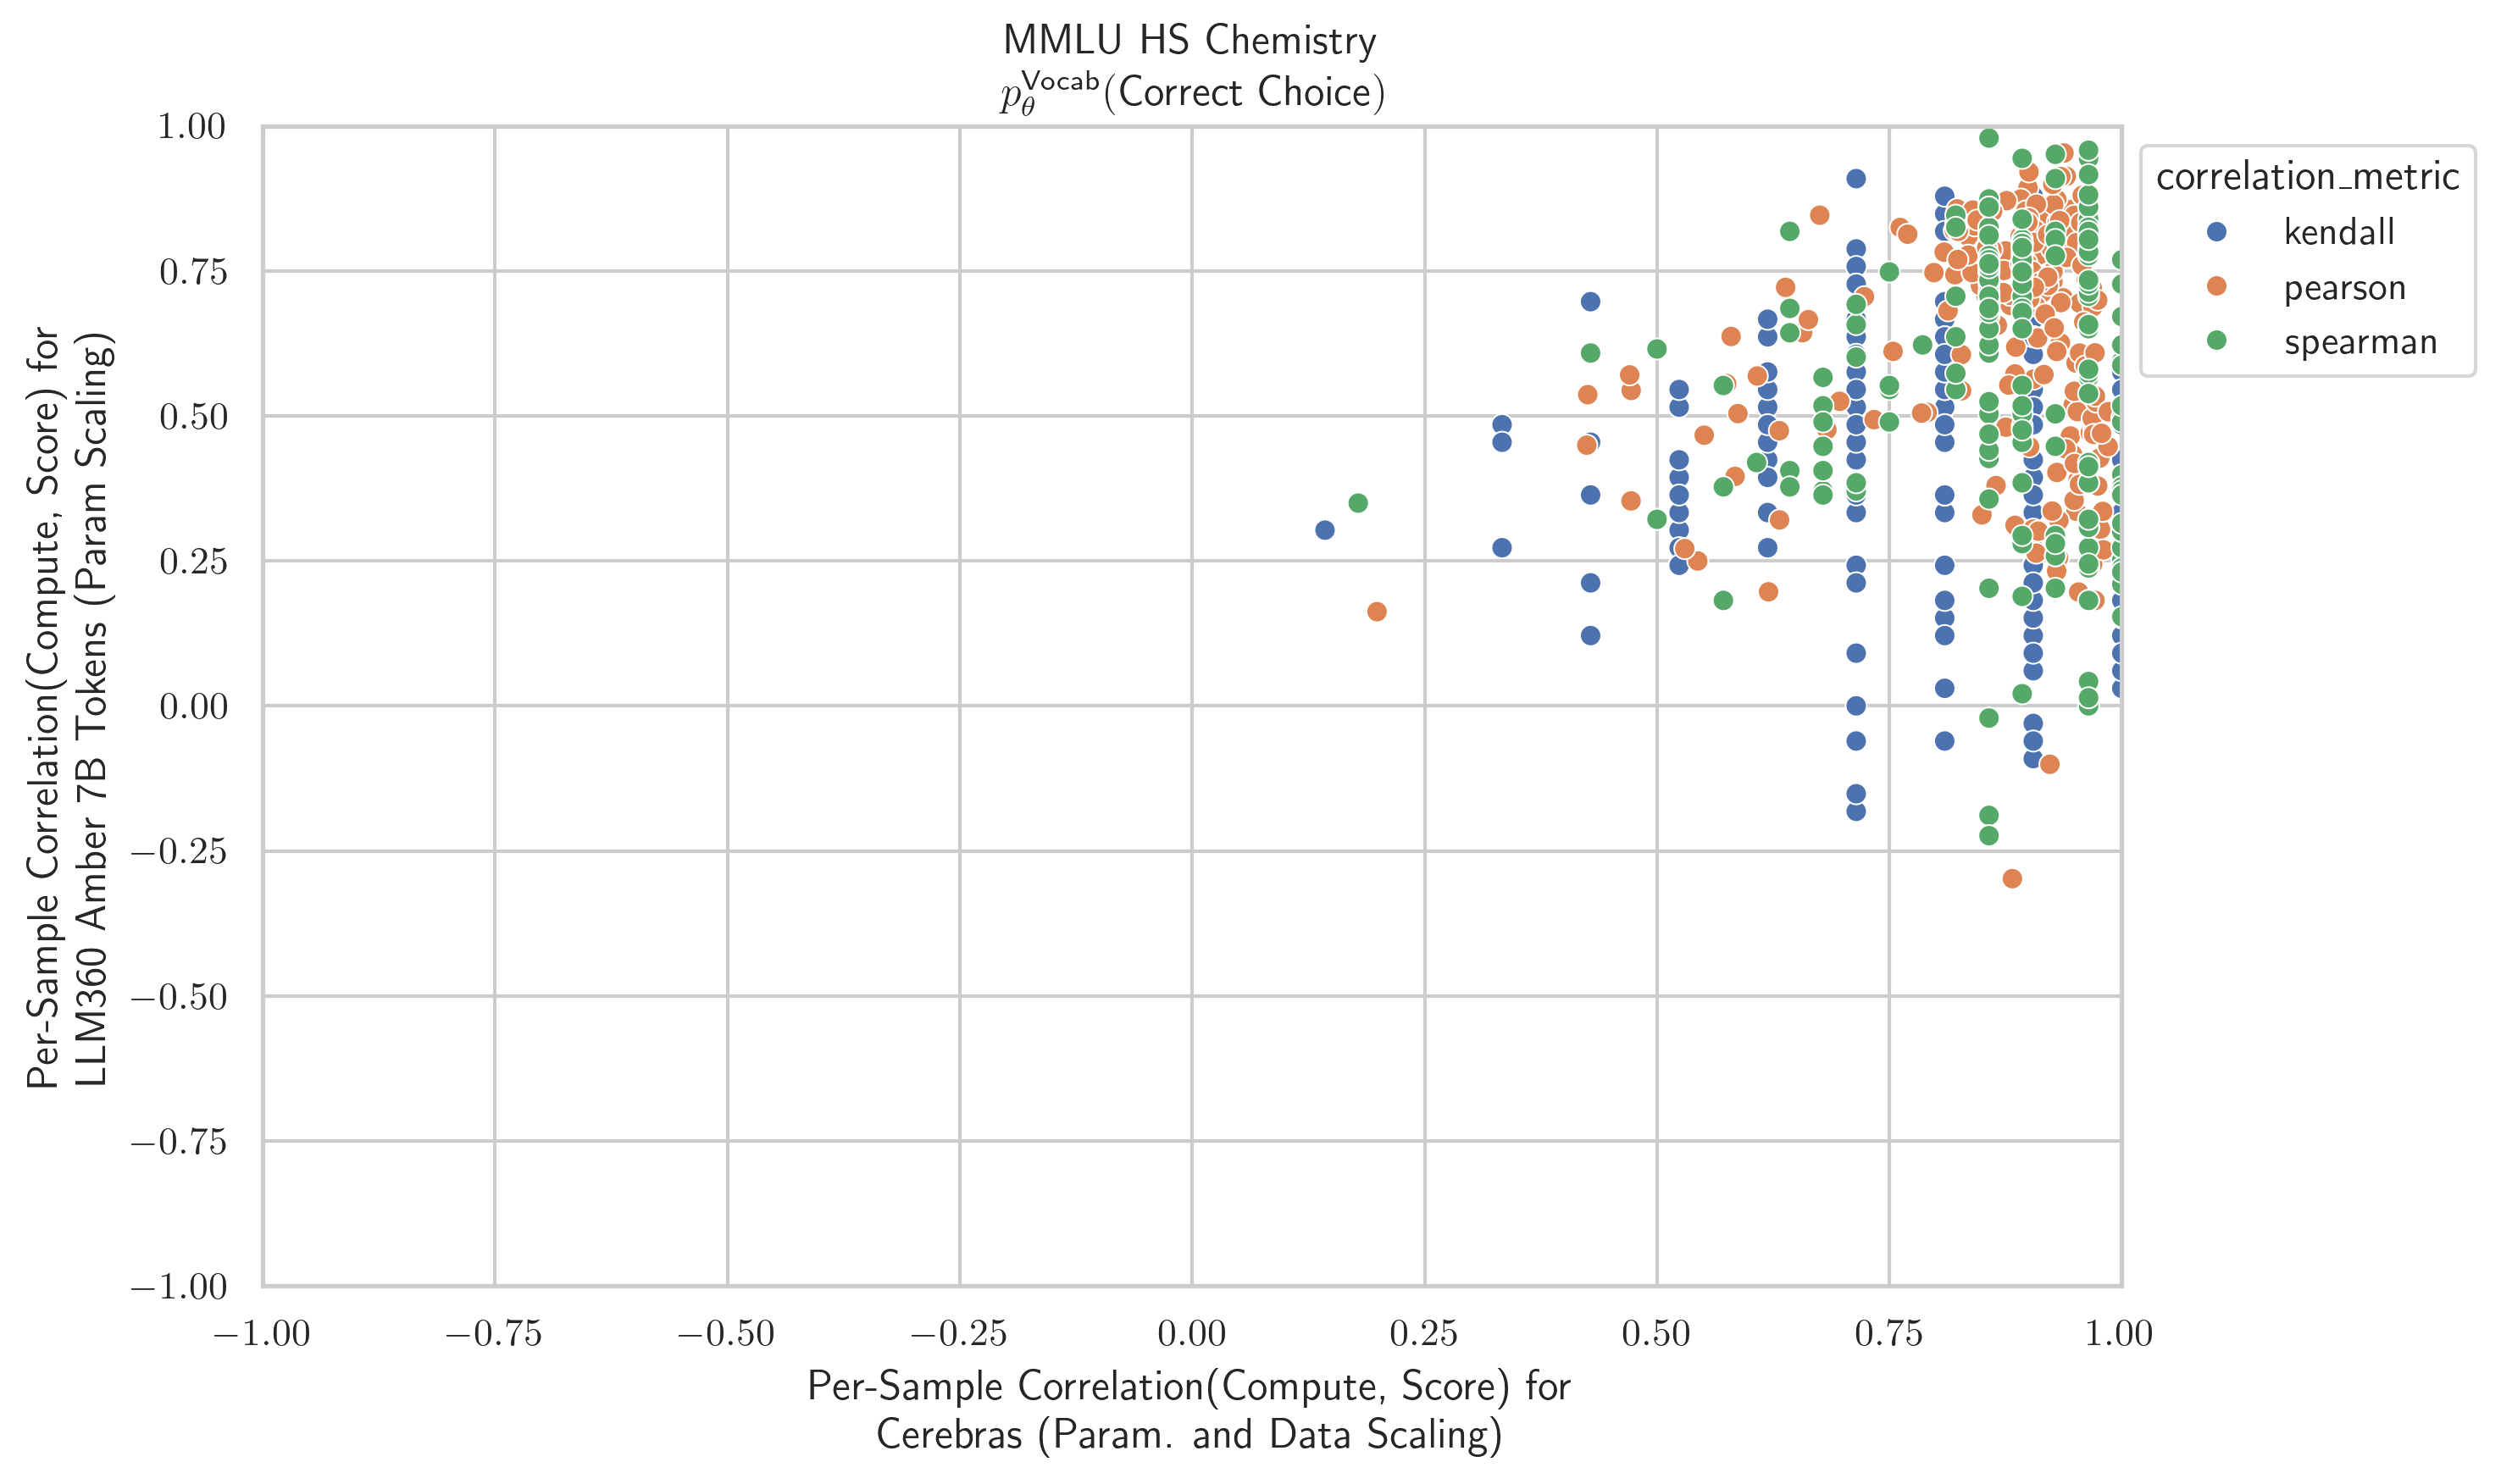 MMLU HS Chemistry
p_θ^Vocab(Correct Choice)
1.00
0.75
0.50
0.25
0.00
−0.25
−0.50
−0.75
−1.00
Per-Sample Correlation(Compute, Score) for
LLM360 Amber 7B Tokens (Param Scaling)
−1.00 −0.75 −0.50 −0.25 0.00 0.25 0.50 0.75 1.00
Per-Sample Correlation(Compute, Score) for
Cerebras (Param. and Data Scaling)
correlation_metric
kendall
pearson
spearman